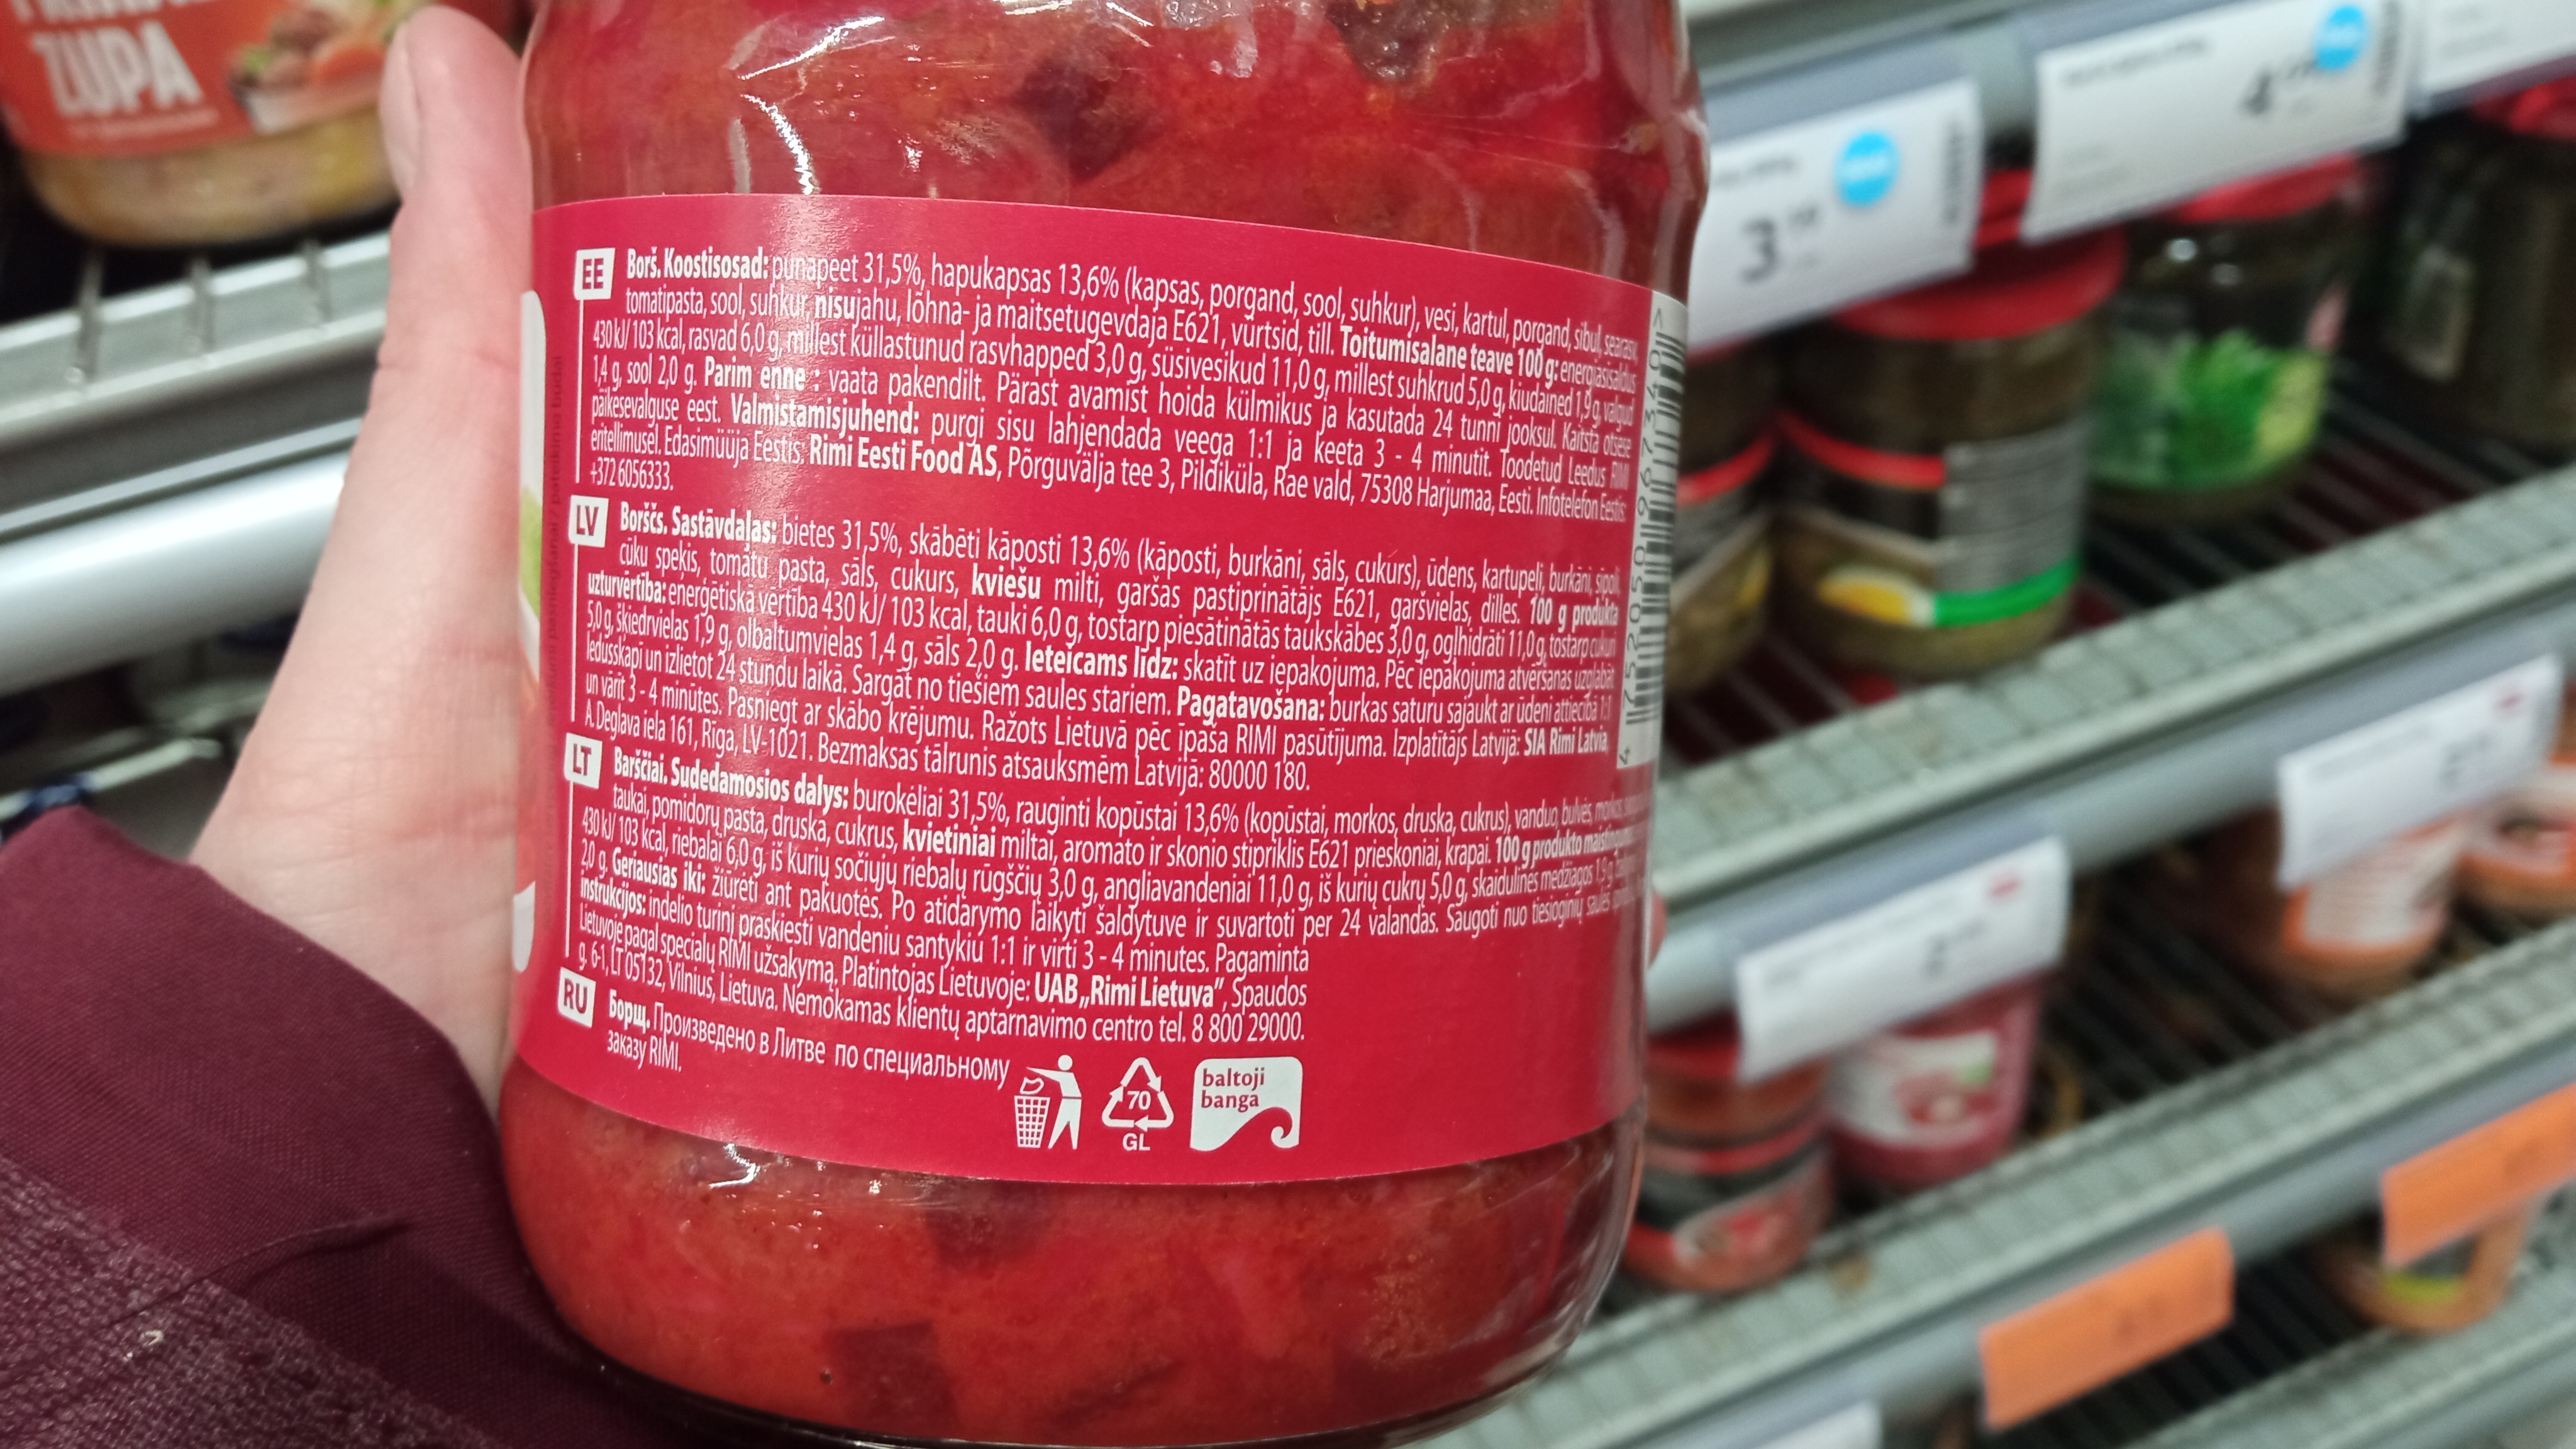 ZUPA
EE Borš. Koostisosad: punapeet 31,5%, hapukapsas 13,6% (kapsas, porgand, sool, suhkur), vesi, kartul, porgand, sibul, searasv,
tomatipasta, sool, suhkur, nisujahu, lõhna- ja maitsetugevdaja E621, vürtsid, till. Toitumisalane teave 100 g: energiasisaldus
430 kJ/ 103 kcal, rasvad 6,0 g, millest küllastunud rasvhapped 3,0 g, süsivesikud 11,0 g, millest suhkrud 5,0 g, kiudained 1,9 g, valgud
1,4 g, sool 2,0 g. Parim enne : vaata pakendilt. Pärast avamist hoida külmikus ja kasutada 24 tunni jooksul. Kaitsta otsese
päikesevalguse eest. Valmistamisjuhend: purgi sisu lahjendada veega 1:1 ja keeta 3 - 4 minutit. Toodetud Leedus RIMI
eritellimusel. Edasimüüja Eestis: Rimi Eesti Food AS, Põrguvälja tee 3, Pildiküla, Rae vald, 75308 Harjumaa, Eesti. Infotelefon Eestis:
+372 6056333.
LV Borščs. Sastāvdaļas: bietes 31,5%, skābēti kāposti 13,6% (kāposti, burkāni, sāls, cukurs), ūdens, kartupeļi, burkāni, sīpoli,
cūku speķis, tomātu pasta, sāls, cukurs, kviešu milti, garšas pastiprinātājs E621, garšvielas, dilles. 100 g produkta
uzturvērtība: enerģētiskā vērtība 430 kJ/ 103 kcal, tauki 6,0 g, tostarp piesātinātās taukskābes 3,0 g, ogļhidrāti 11,0 g, tostarp cukuri
5,0 g, šķiedrvielas 1,9 g, olbaltumvielas 1,4 g, sāls 2,0 g. Ieteicams līdz: skatīt uz iepakojuma. Pēc iepakojuma atvēršanas uzglabāt
ledusskapī un izlietot 24 stundu laikā. Sargāt no tiešiem saules stariem. Pagatavošana: burkas saturu sajaukt ar ūdeni attiecībā 1:1
un vārīt 3 - 4 minūtes. Pasniegt ar skābo krējumu. Ražots Lietuvā pēc īpaša RIMI pasūtījuma. Izplatītājs Latvijā: SIA Rimi Latvia,
A. Deglava iela 161, Rīga, LV-1021. Bezmaksas tālrunis atsauksmēm Latvijā: 80000 180.
LT Barščiai. Sudedamosios dalys: burokėliai 31,5%, rauginti kopūstai 13,6% (kopūstai, morkos, druska, cukrus), vanduo, bulvės, morkos,
taukai, pomidorų pasta, druska, cukrus, kvietiniai miltai, aromato ir skonio stipriklis E621 prieskoniai, krapai. 100 g produkto
430 kJ/ 103 kcal, riebalai 6,0 g, iš kurių sočiųjų riebalų rūgščių 3,0 g, angliavandeniai 11,0 g, iš kurių cukrų 5,0 g, skaidulinės medžiagos 1,9 g,
2,0 g. Geriausias iki: žiūrėti ant pakuotės. Po atidarymo laikyti šaldytuve ir suvartoti per 24 valandas. Saugoti nuo tiesioginių saulės
instrukcijos: indelio turinį praskiesti vandeniu santykiu 1:1 ir virti 3 - 4 minutes. Pagaminta
Lietuvoje pagal specialų RIMI užsakymą. Platintojas Lietuvoje: UAB „Rimi Lietuva”, Spaudos
g. 6-1, LT 05132, Vilnius, Lietuva. Nemokamas klientų aptarnavimo centro tel. 8 800 29000.
RU Борщ. Произведено в Литве по специальному
заказу RIMI.
70
GL
baltoji
banga
4 752050 967340 >
3
4